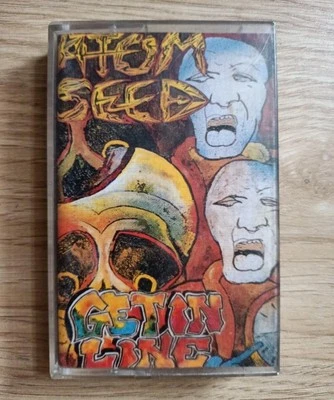 ATOM
SEED
GET IN
LINE